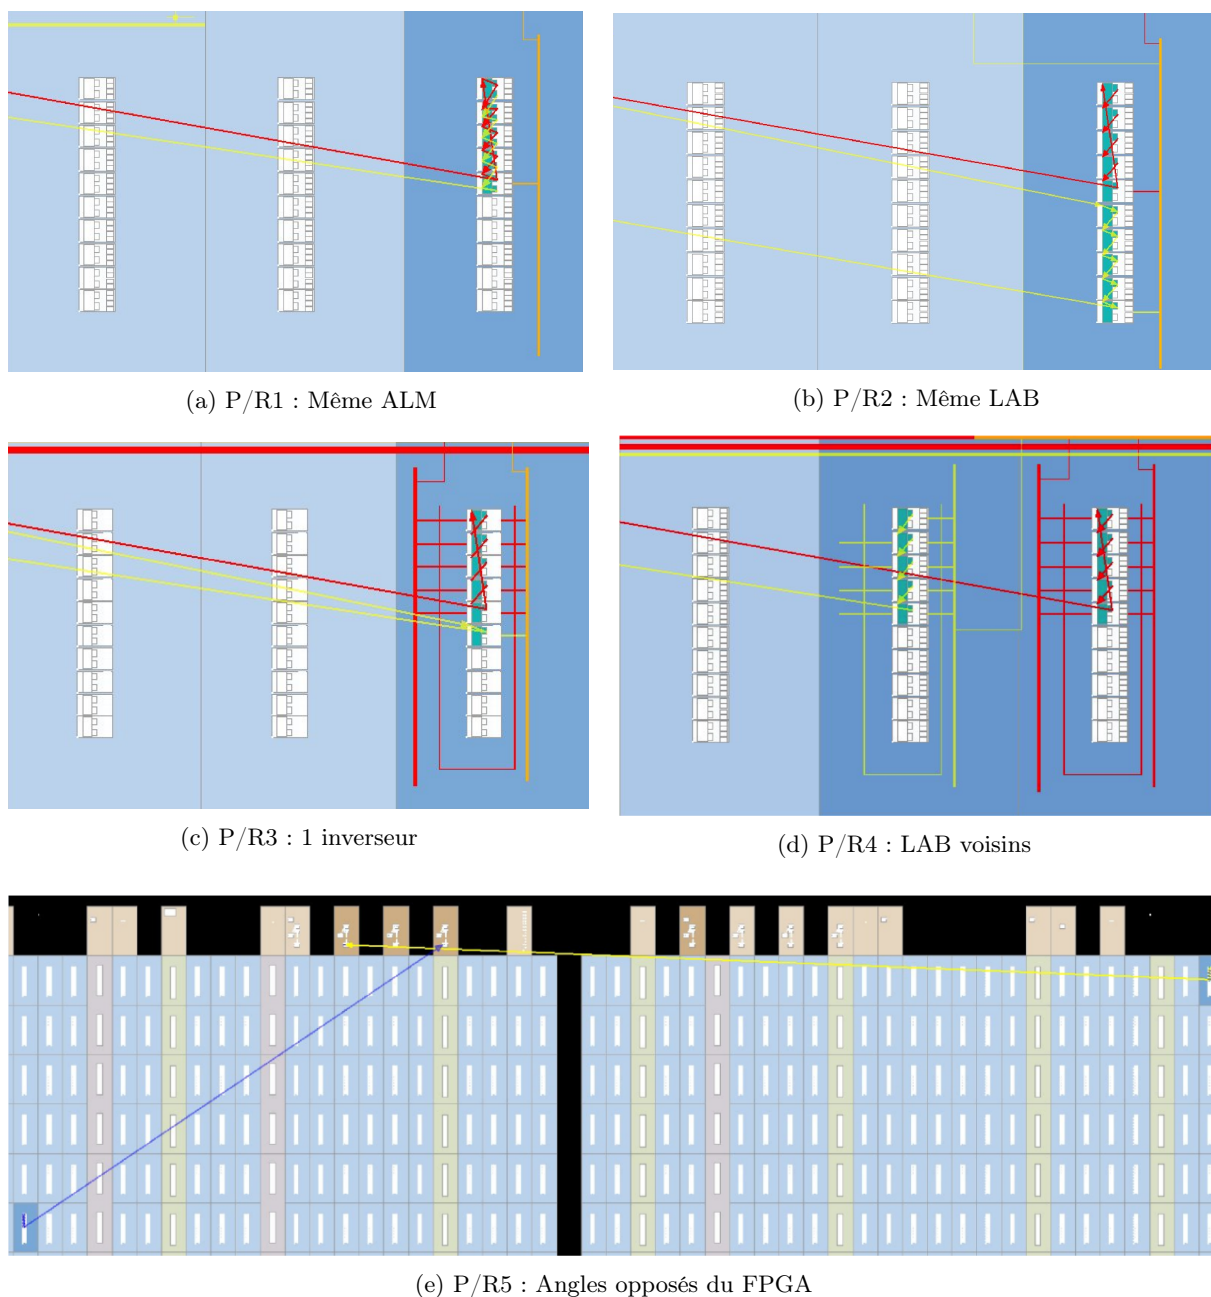 (a) P/R1 : Même ALM
(b) P/R2 : Même LAB
(c) P/R3 : 1 inverseur
(d) P/R4 : LAB voisins
(e) P/R5 : Angles opposés du FPGA